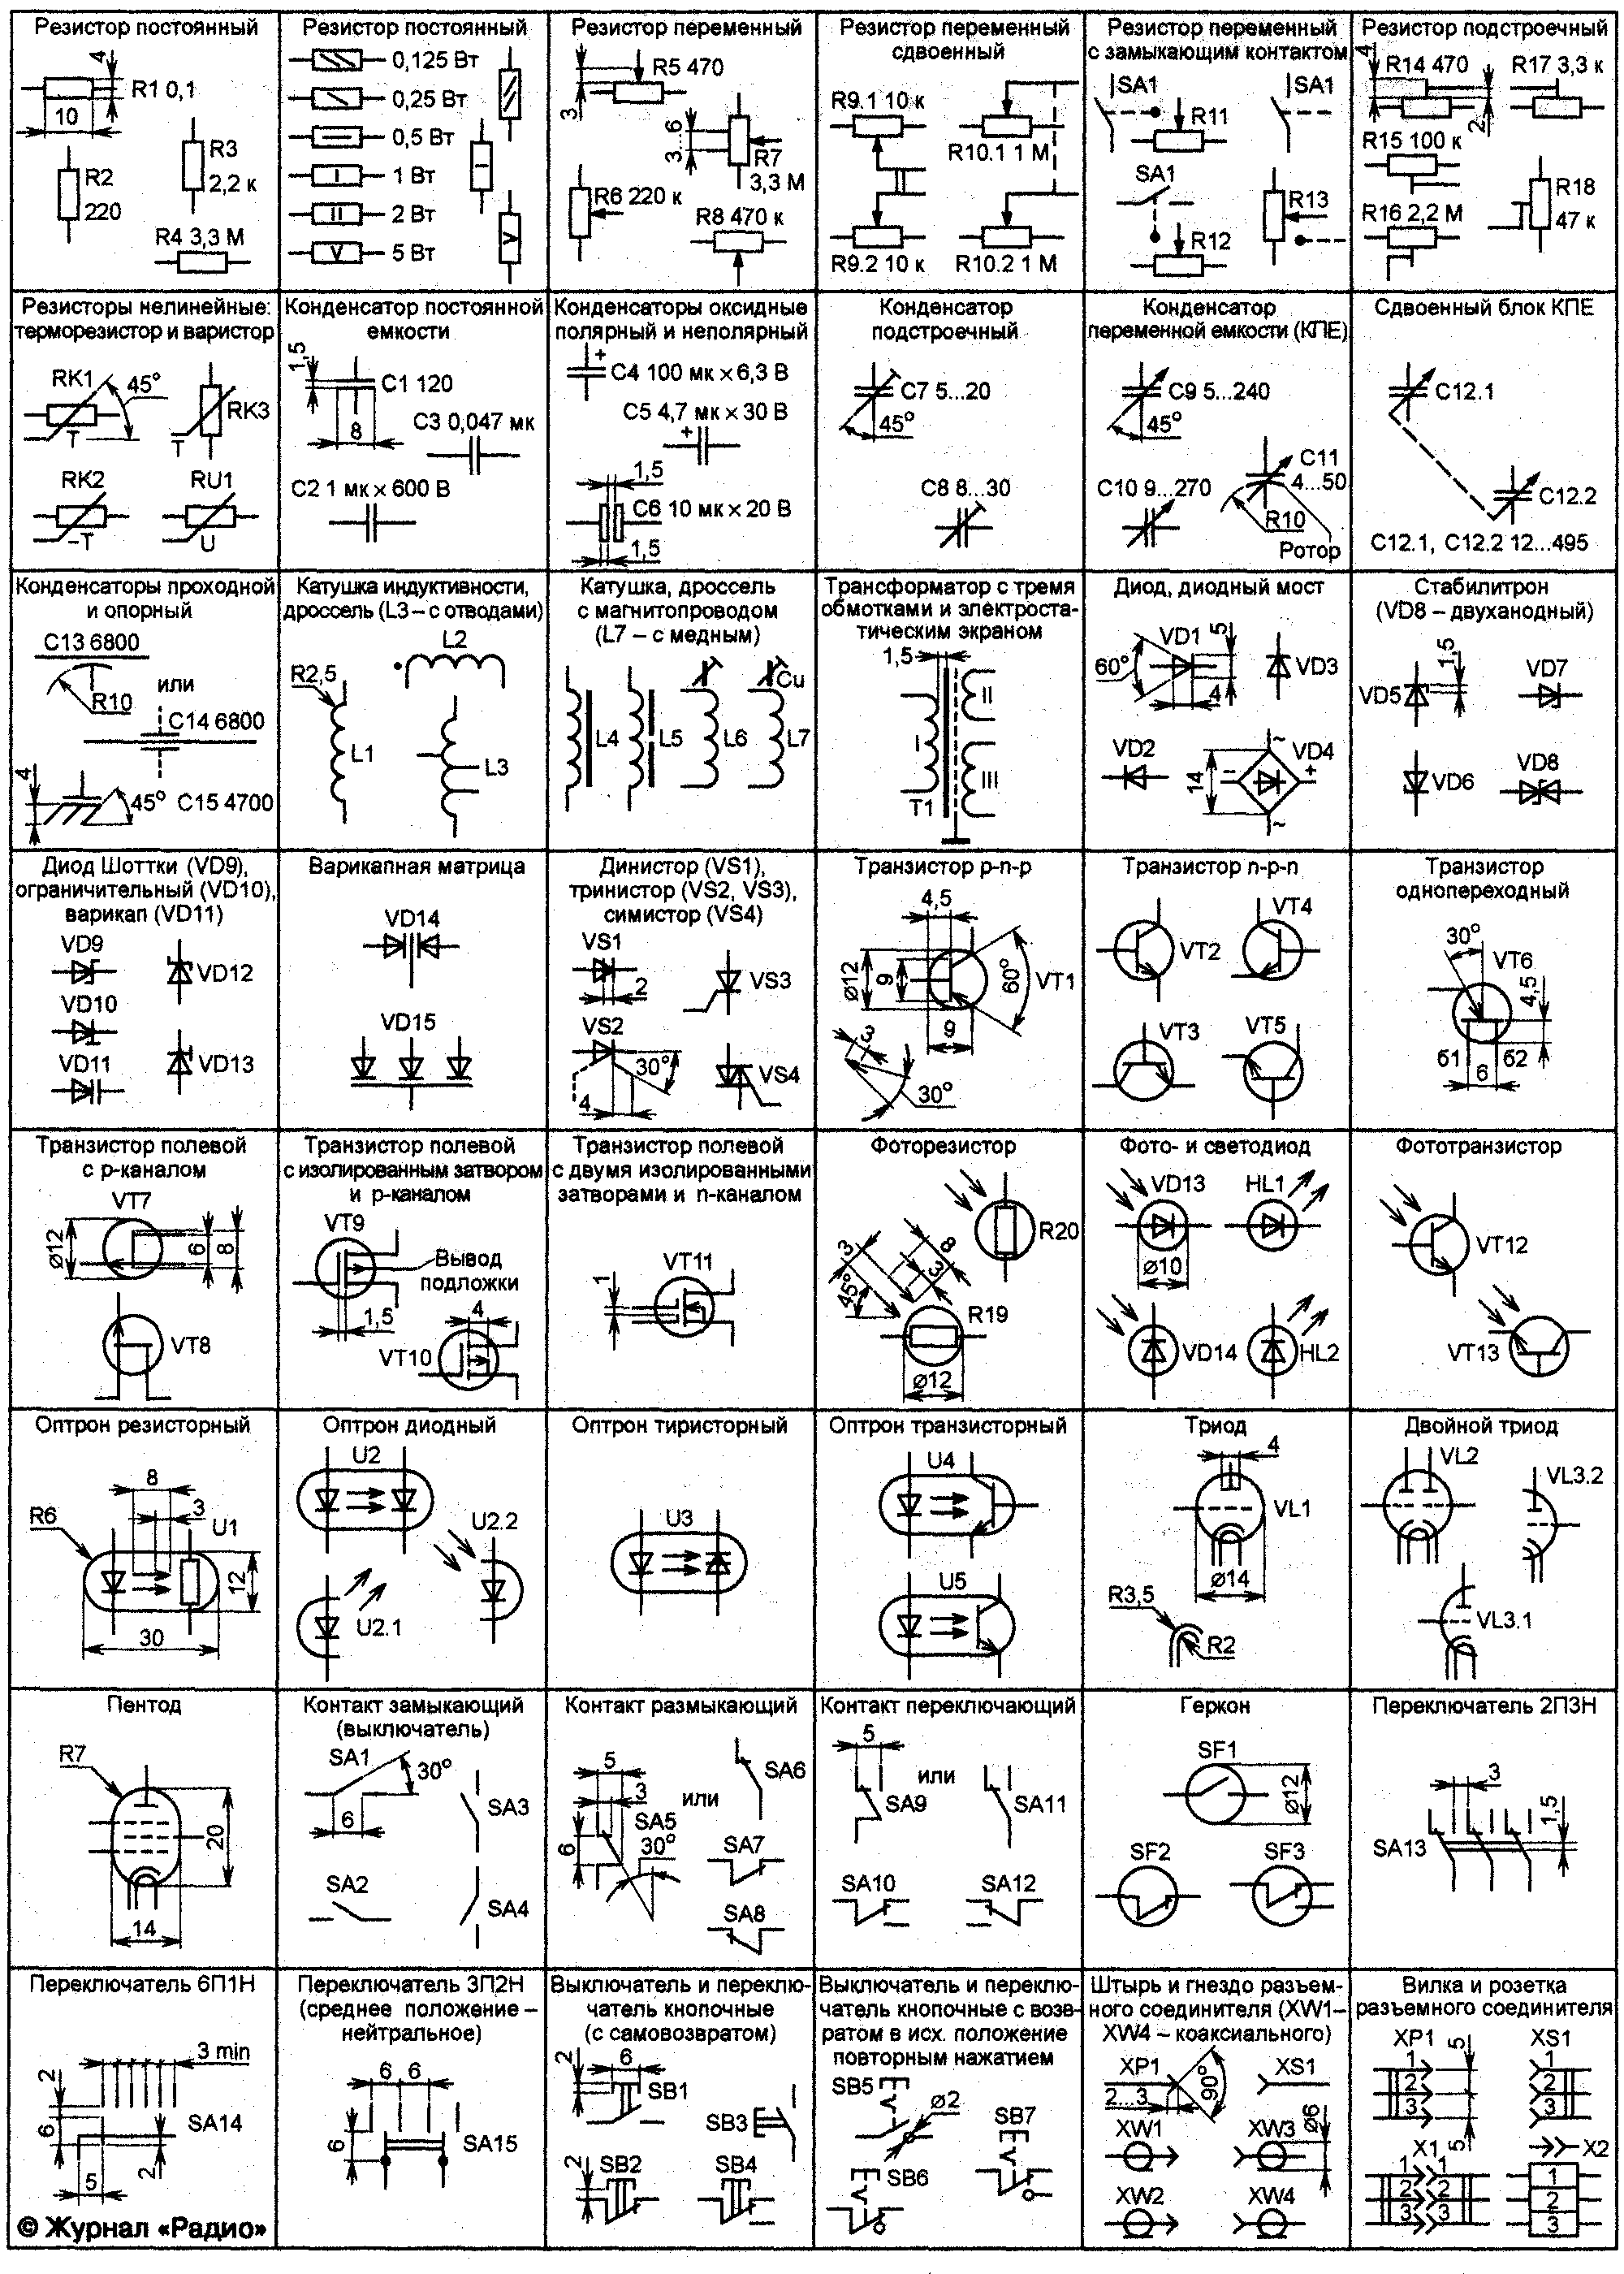 Резистор постоянный
4
R1 0,1
10
R3
2,2 к
R2
220
R4 3,3 М
Резистор постоянный
0,125 Вт
0,25 Вт
0,5 Вт
1 Вт
2 Вт
5 Вт
Резистор переменный
R5 470
3
3...6
R7
3,3 М
R6 220 к
R8 470 к
Резистор переменный
сдвоенный
R9.1 10 к
R10.1 1 М
R9.2 10 к
R10.2 1 М
Резистор переменный
с замыкающим контактом
SA1
SA1
R11
SA1
R13
R12
Резистор подстроечный
4
R14 470
R17 3,3 к
2
R15 100 к
R18
47 к
R16 2,2 М
Резисторы нелинейные:
терморезистор и варистор
RK1
45°
RK3
T
T
RK2
RU1
-T
U
Конденсатор постоянной
емкости
1,5
C1 120
8
C3 0,047 мк
C2 1 мк × 600 В
Конденсаторы оксидные
полярный и неполярный
+
C4 100 мк × 6,3 В
C5 4,7 мк × 30 В
+
1,5
C6 10 мк × 20 В
1,5
Конденсатор
подстроечный
C7 5...20
45°
C8 8...30
Конденсатор
переменной емкости (КПЕ)
C9 5...240
45°
C11
4...50
C10 9...270
R10
Ротор
Сдвоенный блок КПЕ
C12.1
C12.2
C12.1, C12.2 12...495
Конденсаторы проходной
и опорный
C13 6800
или
R10
C14 6800
4
45°
C15 4700
Катушка индуктивности,
дроссель (L3 – с отводами)
L2
R2,5
L1
L3
Катушка, дроссель
с магнитопроводом
(L7 – с медным)
Cu
L4
L5
L6
L7
Трансформатор с тремя
обмотками и электроста-
тическим экраном
1,5
II
I
III
T1
Диод, диодный мост
VD1
5
60°
VD3
4
VD2
~
VD4
14
–
+
~
Стабилитрон
(VD8 – двуханодный)
1,5
VD7
VD5
VD8
VD6
Диод Шоттки (VD9),
ограничительный (VD10),
варикап (VD11)
VD9
VD12
VD10
VD11
VD13
Варикапная матрица
VD14
VD15
Динистор (VS1),
тринистор (VS2, VS3),
симистор (VS4)
VS1
2
VS3
VS2
30°
VS4
4
Транзистор p-n-p
4,5
ø12
9
60°
VT1
9
3
30°
Транзистор n-p-n
VT4
VT2
VT3
VT5
Транзистор
однопереходный
30°
VT6
4,5
б1
б2
6
Транзистор полевой
с p-каналом
VT7
ø12
6
8
VT8
Транзистор полевой
с изолированным затвором
и p-каналом
VT9
Вывод
подложки
1,5
4
VT10
Транзистор полевой
с двумя изолированными
затворами и n-каналом
VT11
1
Фоторезистор
R20
3
8
3
45°
R19
ø12
Фото- и светодиод
VD13
HL1
ø10
VD14
HL2
Фототранзистор
VT12
VT13
Оптрон резисторный
8
3
R6
U1
12
30
Оптрон диодный
U2
U2.2
U2.1
Оптрон тиристорный
U3
Оптрон транзисторный
U4
U5
Триод
4
VL1
ø14
R3,5
R2
Двойной триод
VL2
VL3.2
VL3.1
Пентод
R7
20
14
Контакт замыкающий
(выключатель)
SA1
30°
SA3
6
SA2
SA4
Контакт размыкающий
5
SA6
3
или
SA5
6
30°
SA7
SA8
Контакт переключающий
5
или
SA9
SA11
SA10
SA12
Геркон
SF1
ø12
SF2
SF3
Переключатель 2П3Н
3
1,5
SA13
Переключатель 6П1Н
3 min
2
6
SA14
2
5
© Журнал «Радио»
Переключатель 3П2Н
(среднее положение –
нейтральное)
6
6
6
SA15
Выключатель и переклю-
чатель кнопочные
(с самовозвратом)
2
6
SB1
SB3
2
SB2
SB4
Выключатель и переклю-
чатель кнопочные с возв-
ратом в исх. положение
повторным нажатием
SB5
ø2
SB7
SB6
Штырь и гнездо разъем-
ного соединителя (XW1–
XW4 – коаксиального)
XP1
XS1
2...3
90°
XW1
XW3
ø6
XW2
XW4
Вилка и розетка
разъемного соединителя
XP1
5
XS1
1
1
2
2
3
3
5
X1
X2
1
1
1
2
2
2
3
3
3